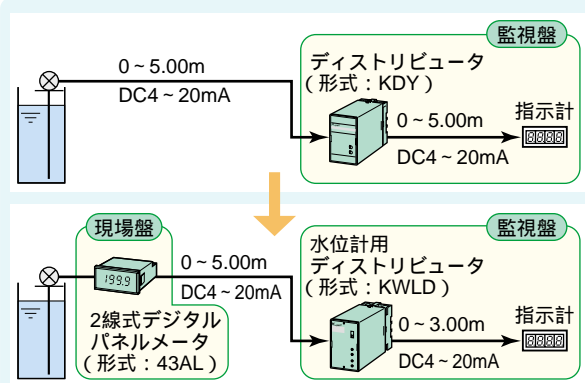 監視盤
ディストリビュータ
(形式：KDY)
0～5.00m
DC4～20mA
0～5.00m
DC4～20mA
指示計
8888
現場盤
監視盤
水位計用
ディストリビュータ
(形式：KWLD)
199.9
0～5.00m
DC4～20mA
2線式デジタル
パネルメータ
(形式：43AL)
0～3.00m
DC4～20mA
指示計
8888